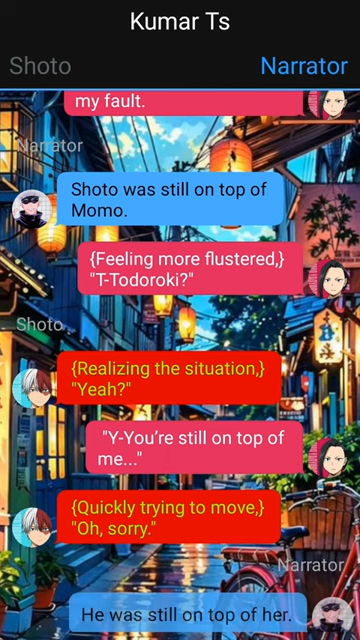 Kumar Ts
Shoto
Narrator
my fault.
Narrator
Shoto was still on top of
Momo.
{Feeling more flustered,}
"T-Todoroki?"
Shoto
{Realizing the situation,}
"Yeah?"
"Y-You’re still on top of
me..."
{Quickly trying to move,}
"Oh, sorry."
Narrator
He was still on top of her.